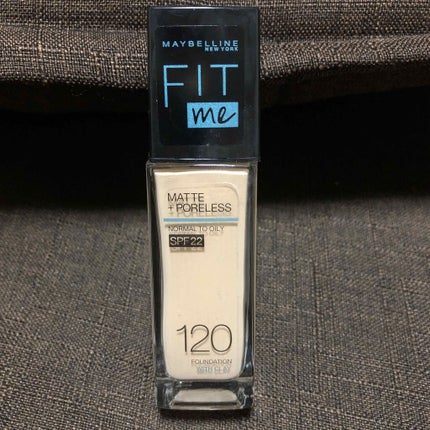 MAYBELLINE
NEW YORK
FIT
me
MATTE
+ PORELESS
NORMAL TO OILY
SPF 22
120
FOUNDATION